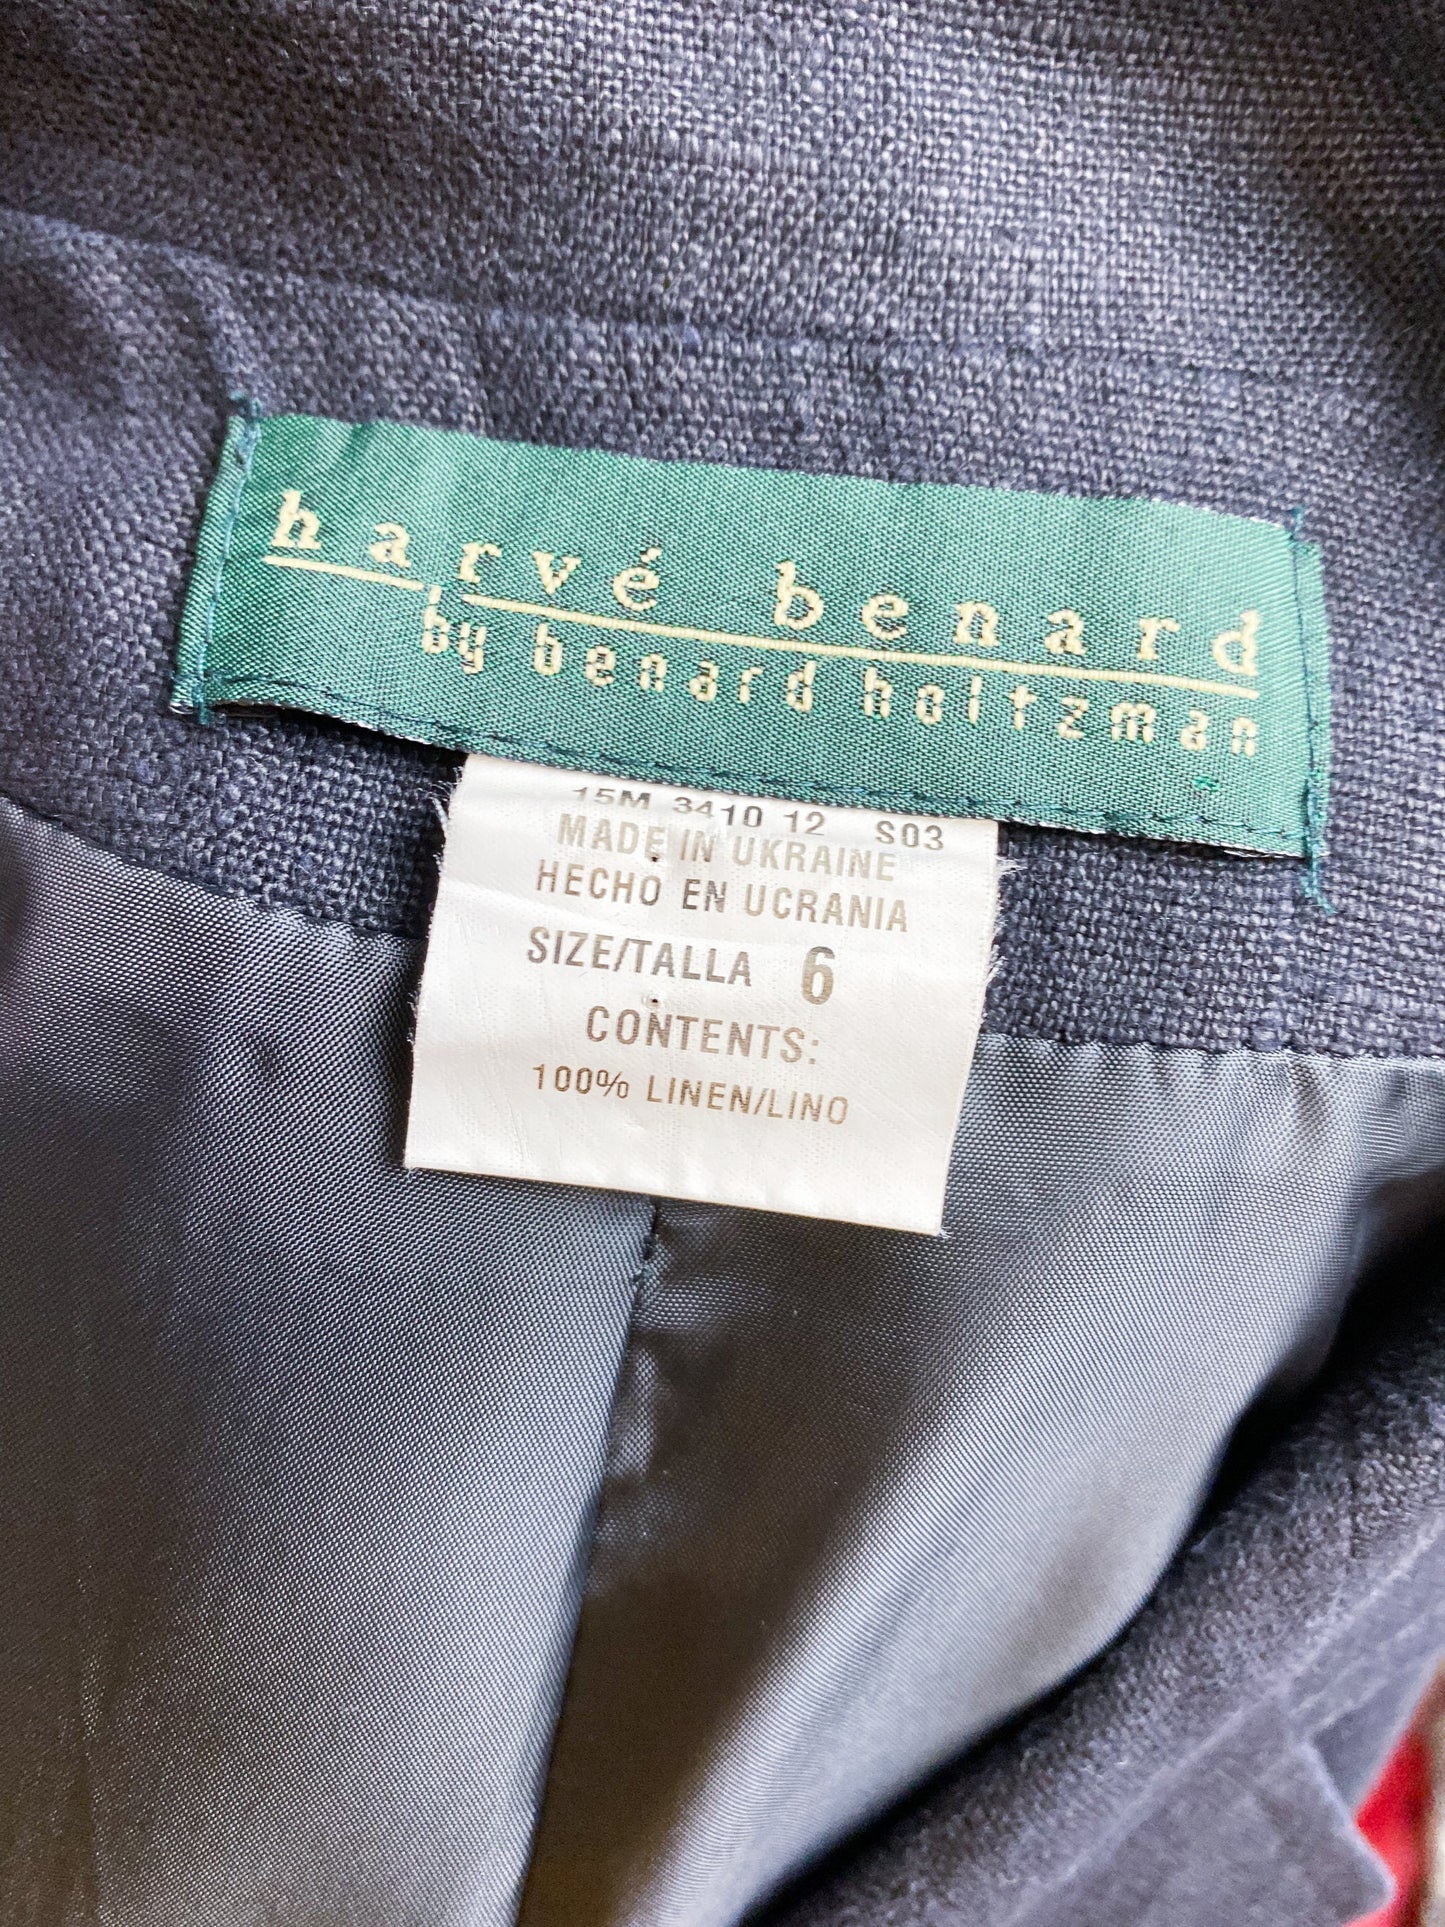 harvé benard
by benard holtzman
15M 3410 12 S03
MADE IN UKRAINE
HECHO EN UCRANIA
SIZE/TALLA 6
CONTENTS:
100% LINEN/LINO